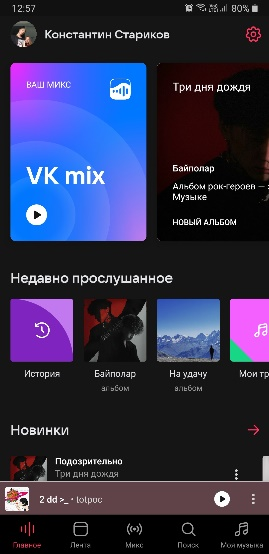 12:57
80%
Константин Стариков
ВАШ МИКС
VK mix
Три дня дождя
Байполар
Альбом рок-героев —
Музыке
НОВЫЙ АЛЬБОМ
Недавно прослушанное
История
Байполар
альбом
На удачу
альбом
Мои тр
Новинки
Подозрительно
Три дня дождя
2 dd >_ • totpoc
Главное
Лента
Микс
Поиск
Моя музыка